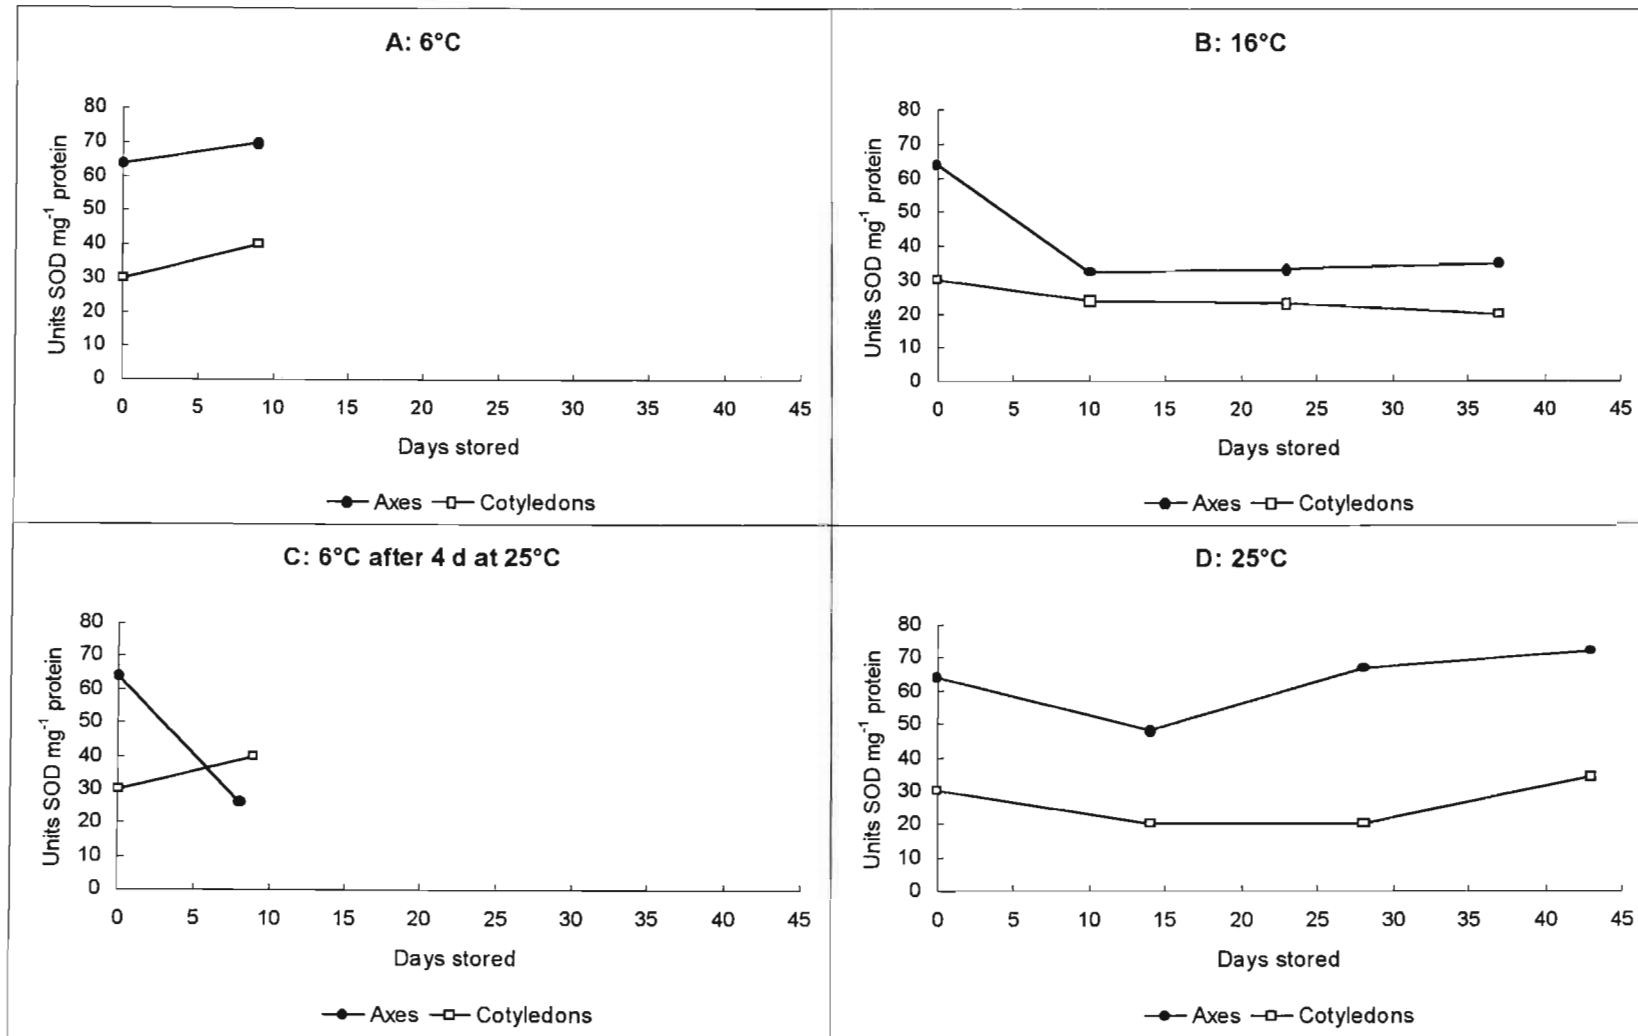 A: 6°C
80
70
60
50
40
30
20
10
0
Units SOD mg-1 protein
0 5 10 15 20 25 30 35 40 45
Days stored
Axes Cotyledons
B: 16°C
80
70
60
50
40
30
20
10
0
Units SOD mg-1 protein
0 5 10 15 20 25 30 35 40 45
Days stored
Axes Cotyledons
C: 6°C after 4 d at 25°C
80
70
60
50
40
30
20
10
0
Units SOD mg-1 protein
0 5 10 15 20 25 30 35 40 45
Days stored
Axes Cotyledons
D: 25°C
80
70
60
50
40
30
20
10
0
Units SOD mg-1 protein
0 5 10 15 20 25 30 35 40 45
Days stored
Axes Cotyledons